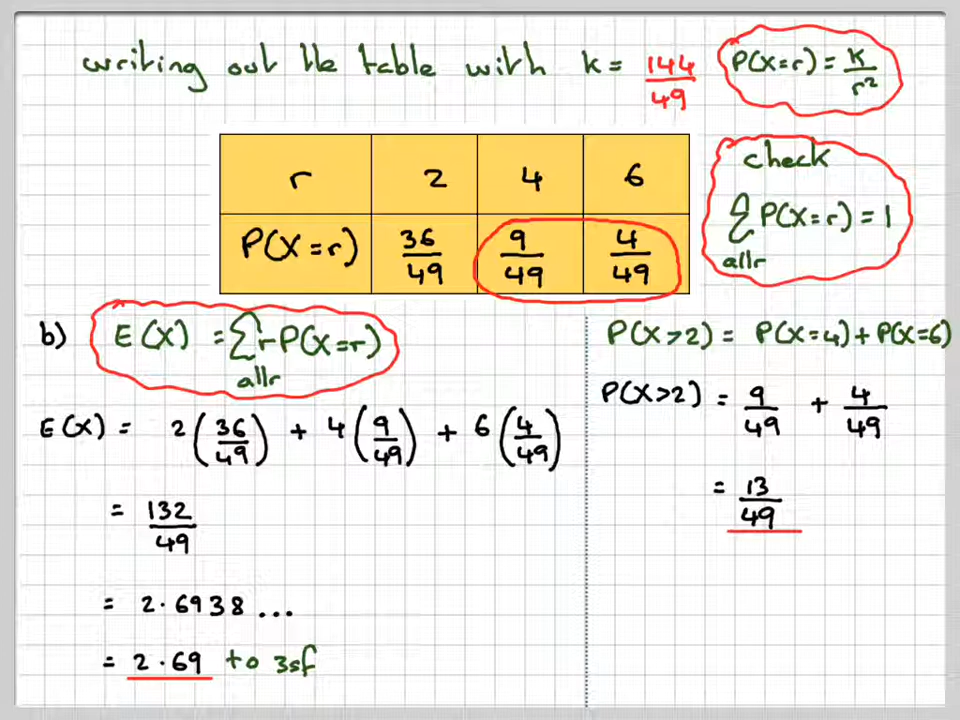 writing out the table with k = 144/49
P(X=r) = k/r²
r 2 4 6
P(X=r) 36/49 9/49 4/49
check
∑ P(X=r) = 1
all r
b) E(X) = ∑ rP(X=r)
all r
E(X) = 2(36/49) + 4(9/49) + 6(4/49)
= 132/49
= 2.6938...
= 2.69 to 3sf
P(X>2) = P(X=4)+P(X=6)
P(X>2) = 9/49 + 4/49
= 13/49